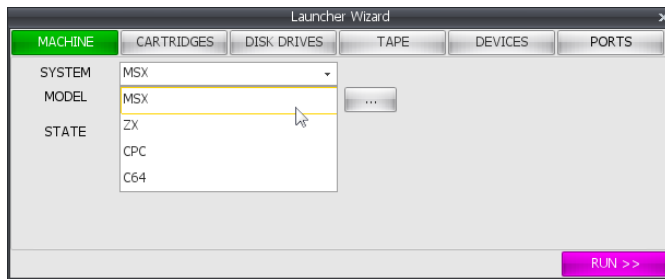 Launcher Wizard x
MACHINE CARTRIDGES DISK DRIVES TAPE DEVICES PORTS
SYSTEM MSX
MODEL MSX ...
STATE ZX
CPC
C64
RUN >>